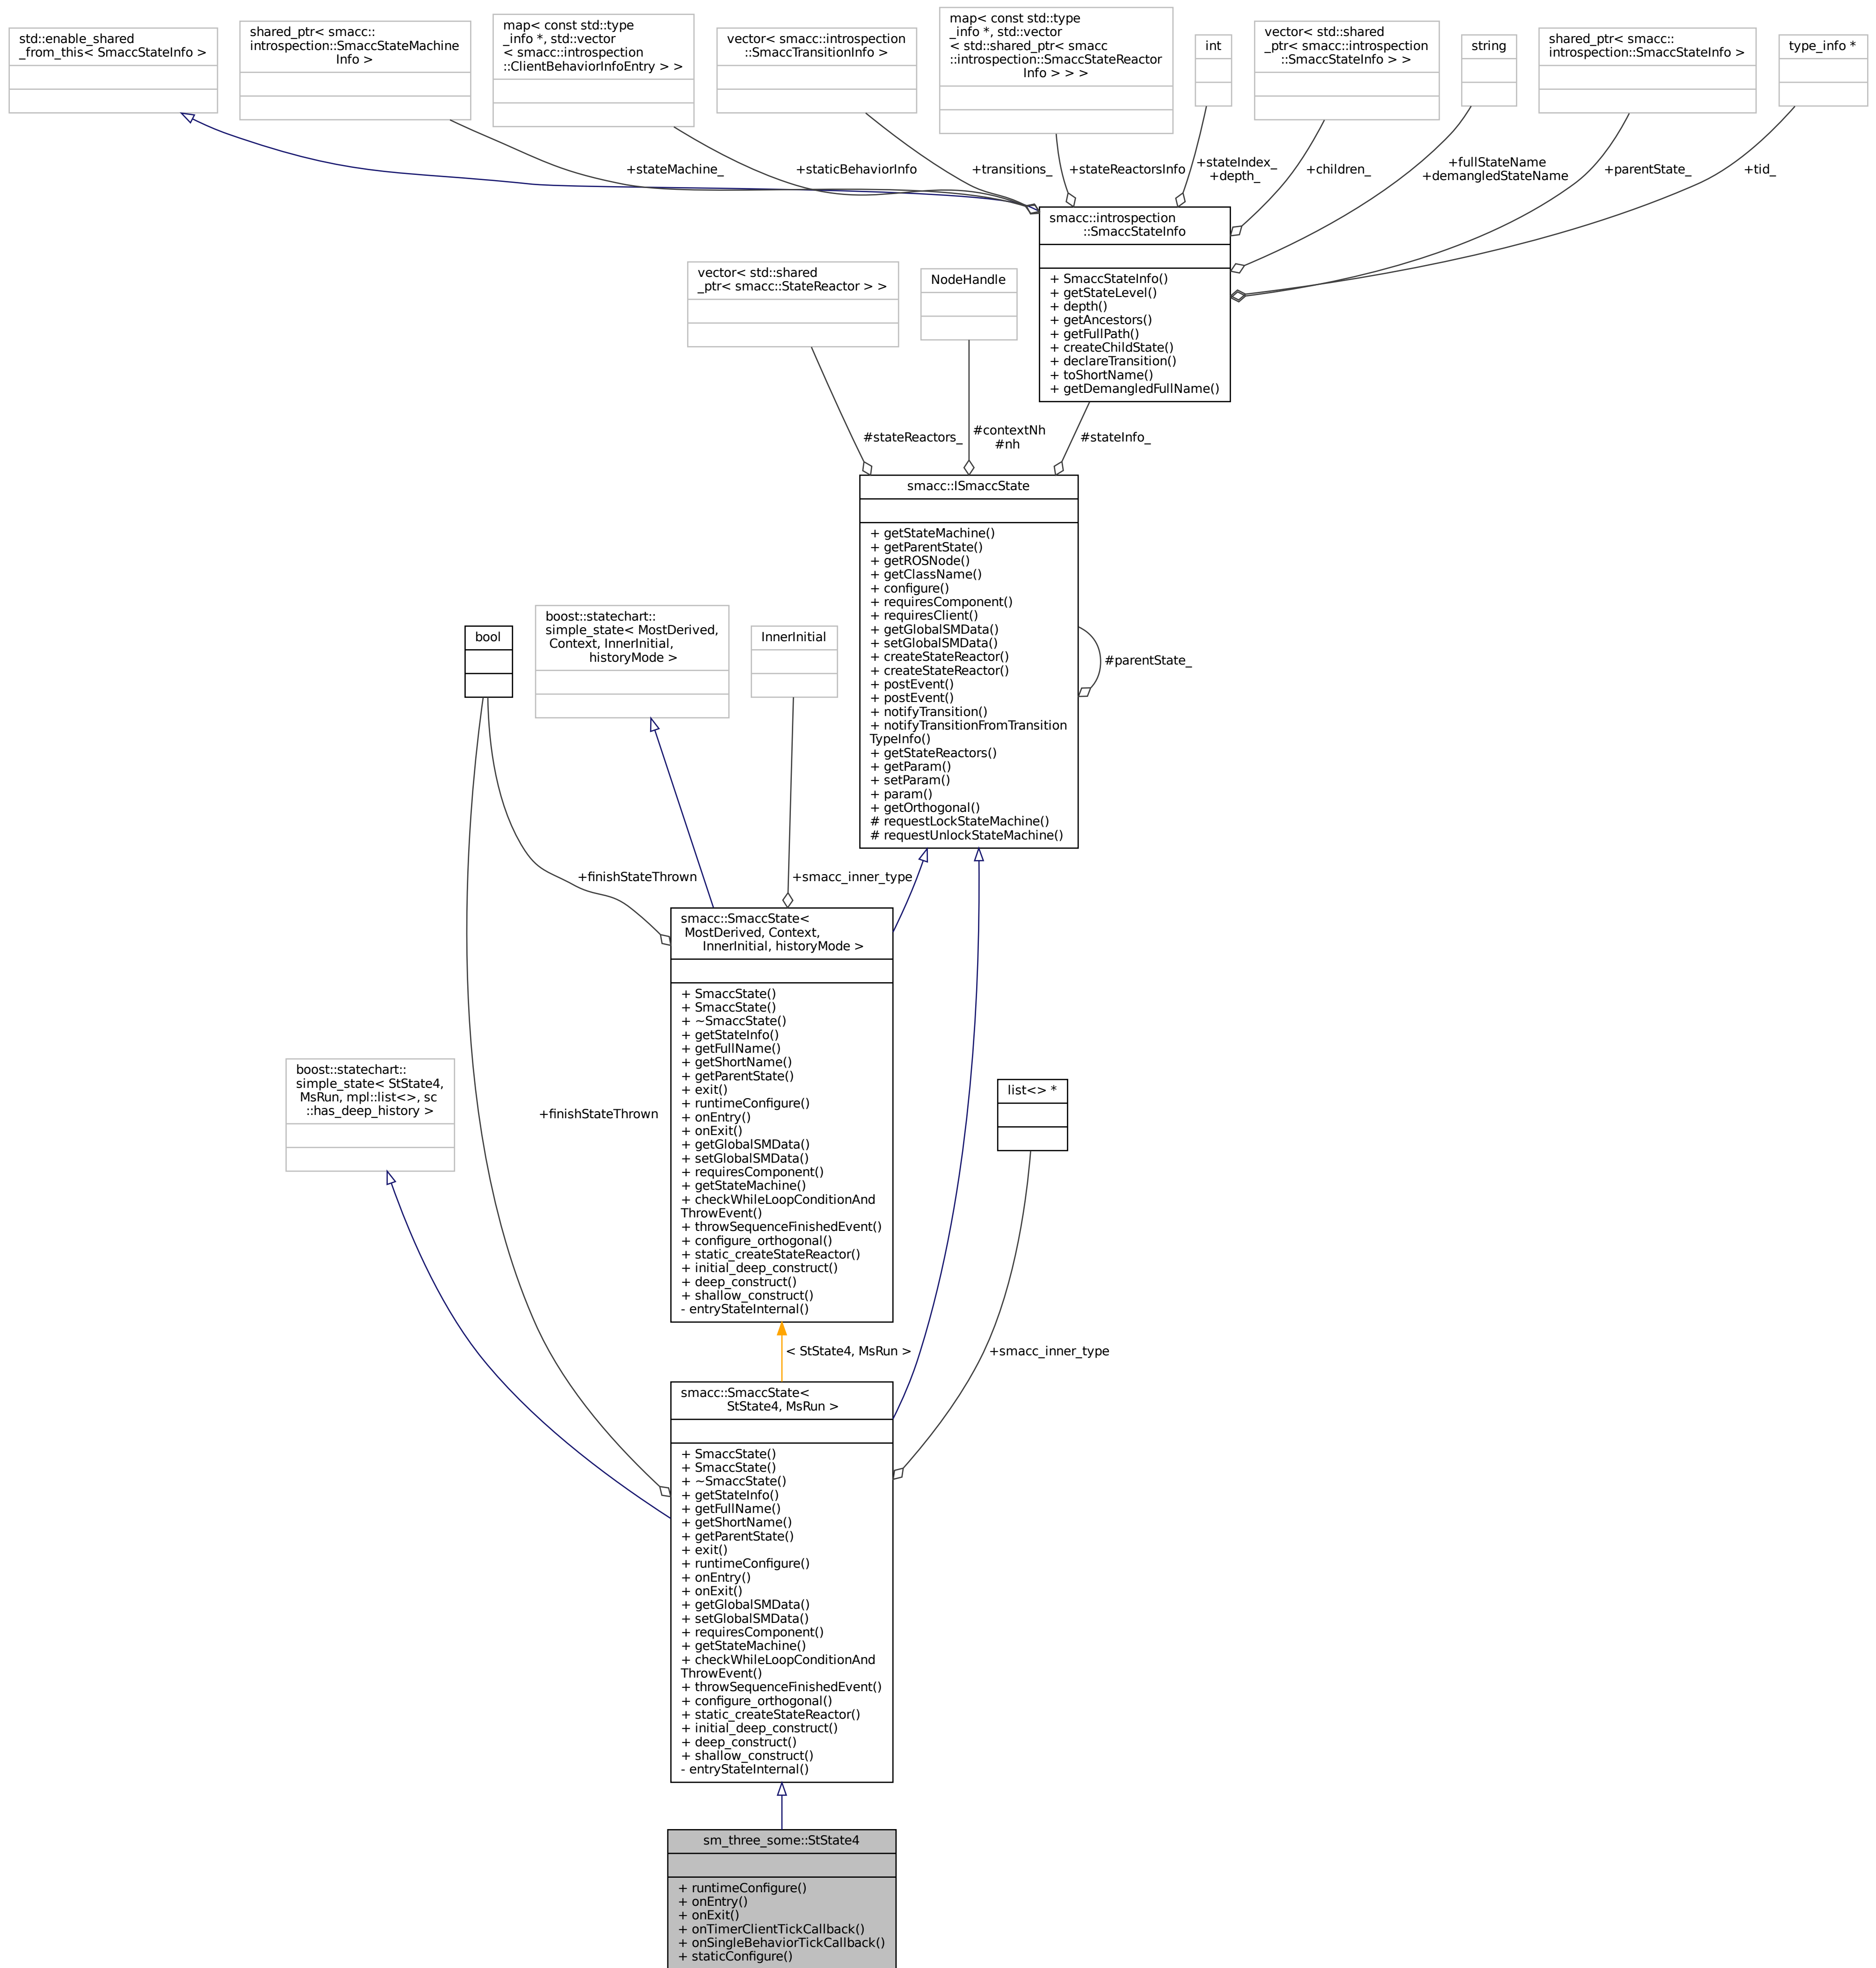 std::enable_shared
_from_this< SmaccStateInfo >
shared_ptr< smacc::
introspection::SmaccStateMachine
Info >
map< const std::type
_info *, std::vector
< smacc::introspection
::ClientBehaviorInfoEntry > >
vector< smacc::introspection
::SmaccTransitionInfo >
map< const std::type
_info *, std::vector
< std::shared_ptr< smacc
::introspection::SmaccStateReactor
Info > > >
int
vector< std::shared
_ptr< smacc::introspection
::SmaccStateInfo > >
string
shared_ptr< smacc::
introspection::SmaccStateInfo >
type_info *
+stateMachine_
+staticBehaviorInfo
+transitions_
+stateReactorsInfo
+stateIndex_
+depth_
+children_
+fullStateName
+demangledStateName
+parentState_
+tid_
smacc::introspection
::SmaccStateInfo
+ SmaccStateInfo()
+ getStateLevel()
+ depth()
+ getAncestors()
+ getFullPath()
+ createChildState()
+ declareTransition()
+ toShortName()
+ getDemangledFullName()
vector< std::shared
_ptr< smacc::StateReactor > >
NodeHandle
#stateReactors_
#contextNh
#nh
#stateInfo_
smacc::ISmaccState
+ getStateMachine()
+ getParentState()
+ getROSNode()
+ getClassName()
+ configure()
+ requiresComponent()
+ requiresClient()
+ getGlobalSMData()
+ setGlobalSMData()
+ createStateReactor()
+ createStateReactor()
+ postEvent()
+ postEvent()
+ notifyTransition()
+ notifyTransitionFromTransition
TypeInfo()
+ getStateReactors()
+ getParam()
+ setParam()
+ param()
+ getOrthogonal()
# requestLockStateMachine()
# requestUnlockStateMachine()
#parentState_
bool
boost::statechart::
simple_state< MostDerived,
Context, InnerInitial,
historyMode >
InnerInitial
+finishStateThrown
+smacc_inner_type
smacc::SmaccState<
MostDerived, Context,
InnerInitial, historyMode >
+ SmaccState()
+ SmaccState()
+ ~SmaccState()
+ getStateInfo()
+ getFullName()
+ getShortName()
+ getParentState()
+ exit()
+ runtimeConfigure()
+ onEntry()
+ onExit()
+ getGlobalSMData()
+ setGlobalSMData()
+ requiresComponent()
+ getStateMachine()
+ checkWhileLoopConditionAnd
ThrowEvent()
+ throwSequenceFinishedEvent()
+ configure_orthogonal()
+ static_createStateReactor()
+ initial_deep_construct()
+ deep_construct()
+ shallow_construct()
- entryStateInternal()
boost::statechart::
simple_state< StState4,
MsRun, mpl::list<>, sc
::has_deep_history >
+finishStateThrown
list<> *
< StState4, MsRun >
+smacc_inner_type
smacc::SmaccState<
StState4, MsRun >
+ SmaccState()
+ SmaccState()
+ ~SmaccState()
+ getStateInfo()
+ getFullName()
+ getShortName()
+ getParentState()
+ exit()
+ runtimeConfigure()
+ onEntry()
+ onExit()
+ getGlobalSMData()
+ setGlobalSMData()
+ requiresComponent()
+ getStateMachine()
+ checkWhileLoopConditionAnd
ThrowEvent()
+ throwSequenceFinishedEvent()
+ configure_orthogonal()
+ static_createStateReactor()
+ initial_deep_construct()
+ deep_construct()
+ shallow_construct()
- entryStateInternal()
sm_three_some::StState4
+ runtimeConfigure()
+ onEntry()
+ onExit()
+ onTimerClientTickCallback()
+ onSingleBehaviorTickCallback()
+ staticConfigure()